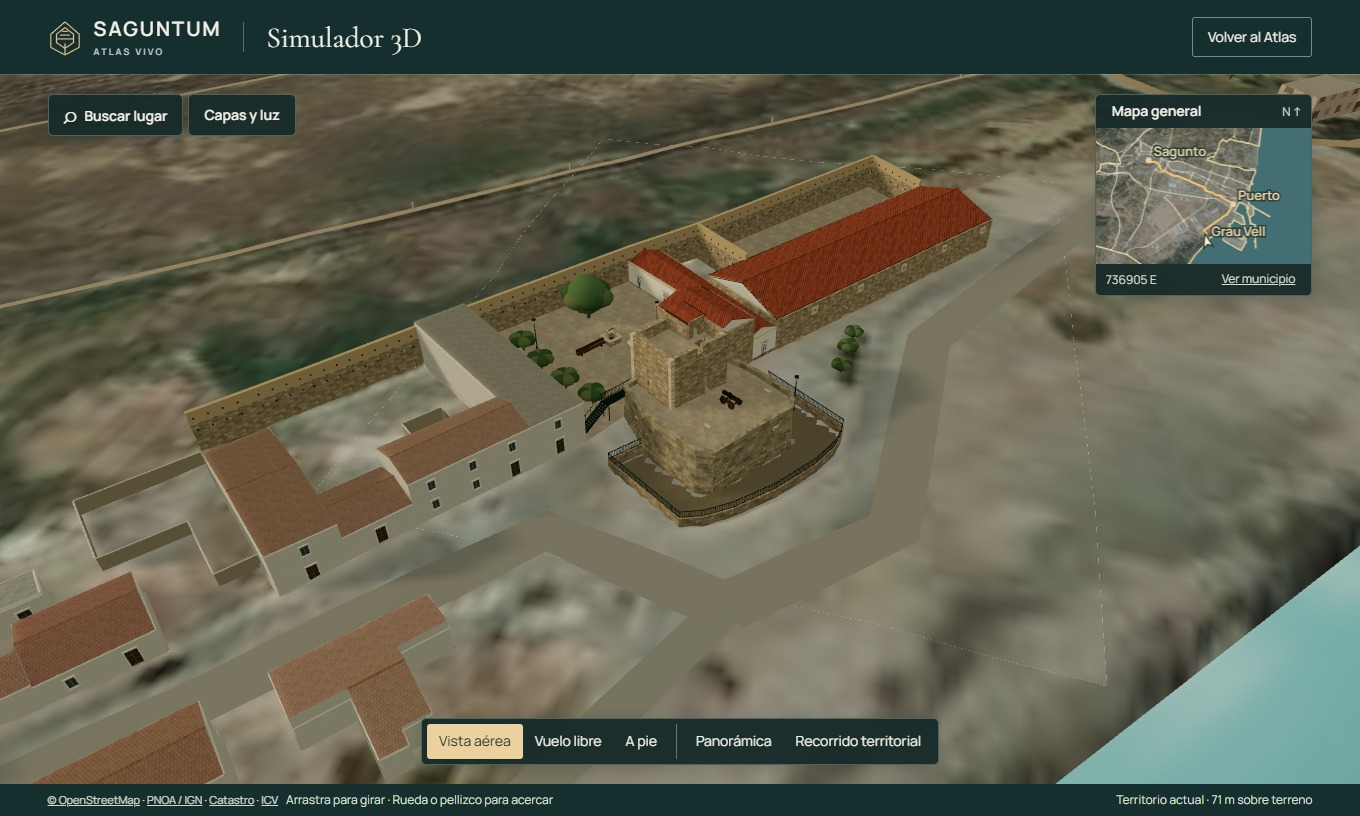 SAGUNTUM
ATLAS VIVO
Simulador 3D
Volver al Atlas
Buscar lugar
Capas y luz
Mapa general
N ↑
Sagunto
Puerto
Grau Vell
736905 E
Ver municipio
Vista aérea
Vuelo libre
A pie
Panorámica
Recorrido territorial
© OpenStreetMap · PNOA / IGN · Catastro · ICV Arrastra para girar · Rueda o pellizco para acercar
Territorio actual · 71 m sobre terreno